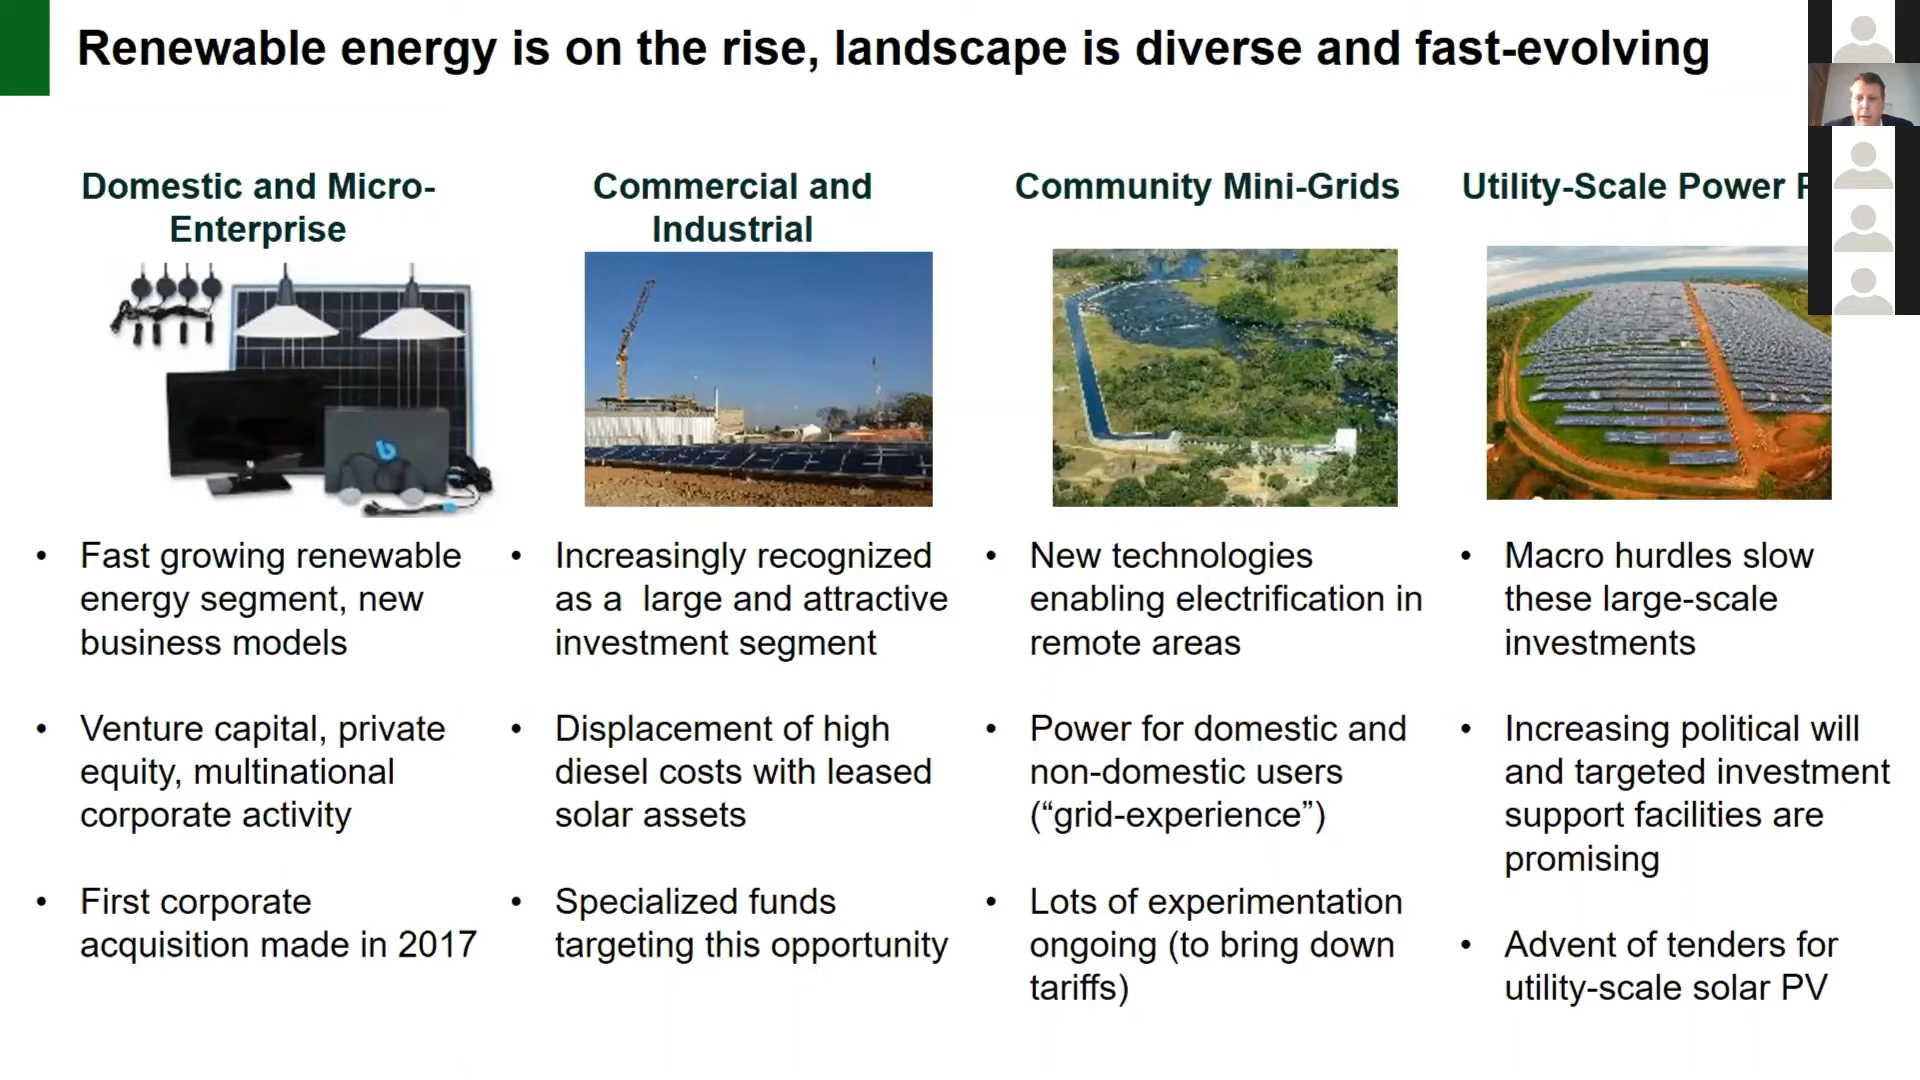 Renewable energy is on the rise, landscape is diverse and fast-evolving
Domestic and Micro-
Enterprise
• Fast growing renewable
energy segment, new
business models
• Venture capital, private
equity, multinational
corporate activity
• First corporate
acquisition made in 2017
Commercial and
Industrial
• Increasingly recognized
as a  large and attractive
investment segment
• Displacement of high
diesel costs with leased
solar assets
• Specialized funds
targeting this opportunity
Community Mini-Grids
• New technologies
enabling electrification in
remote areas
• Power for domestic and
non-domestic users
(“grid-experience”)
• Lots of experimentation
ongoing (to bring down
tariffs)
Utility-Scale Power
• Macro hurdles slow
these large-scale
investments
• Increasing political will
and targeted investment
support facilities are
promising
• Advent of tenders for
utility-scale solar PV